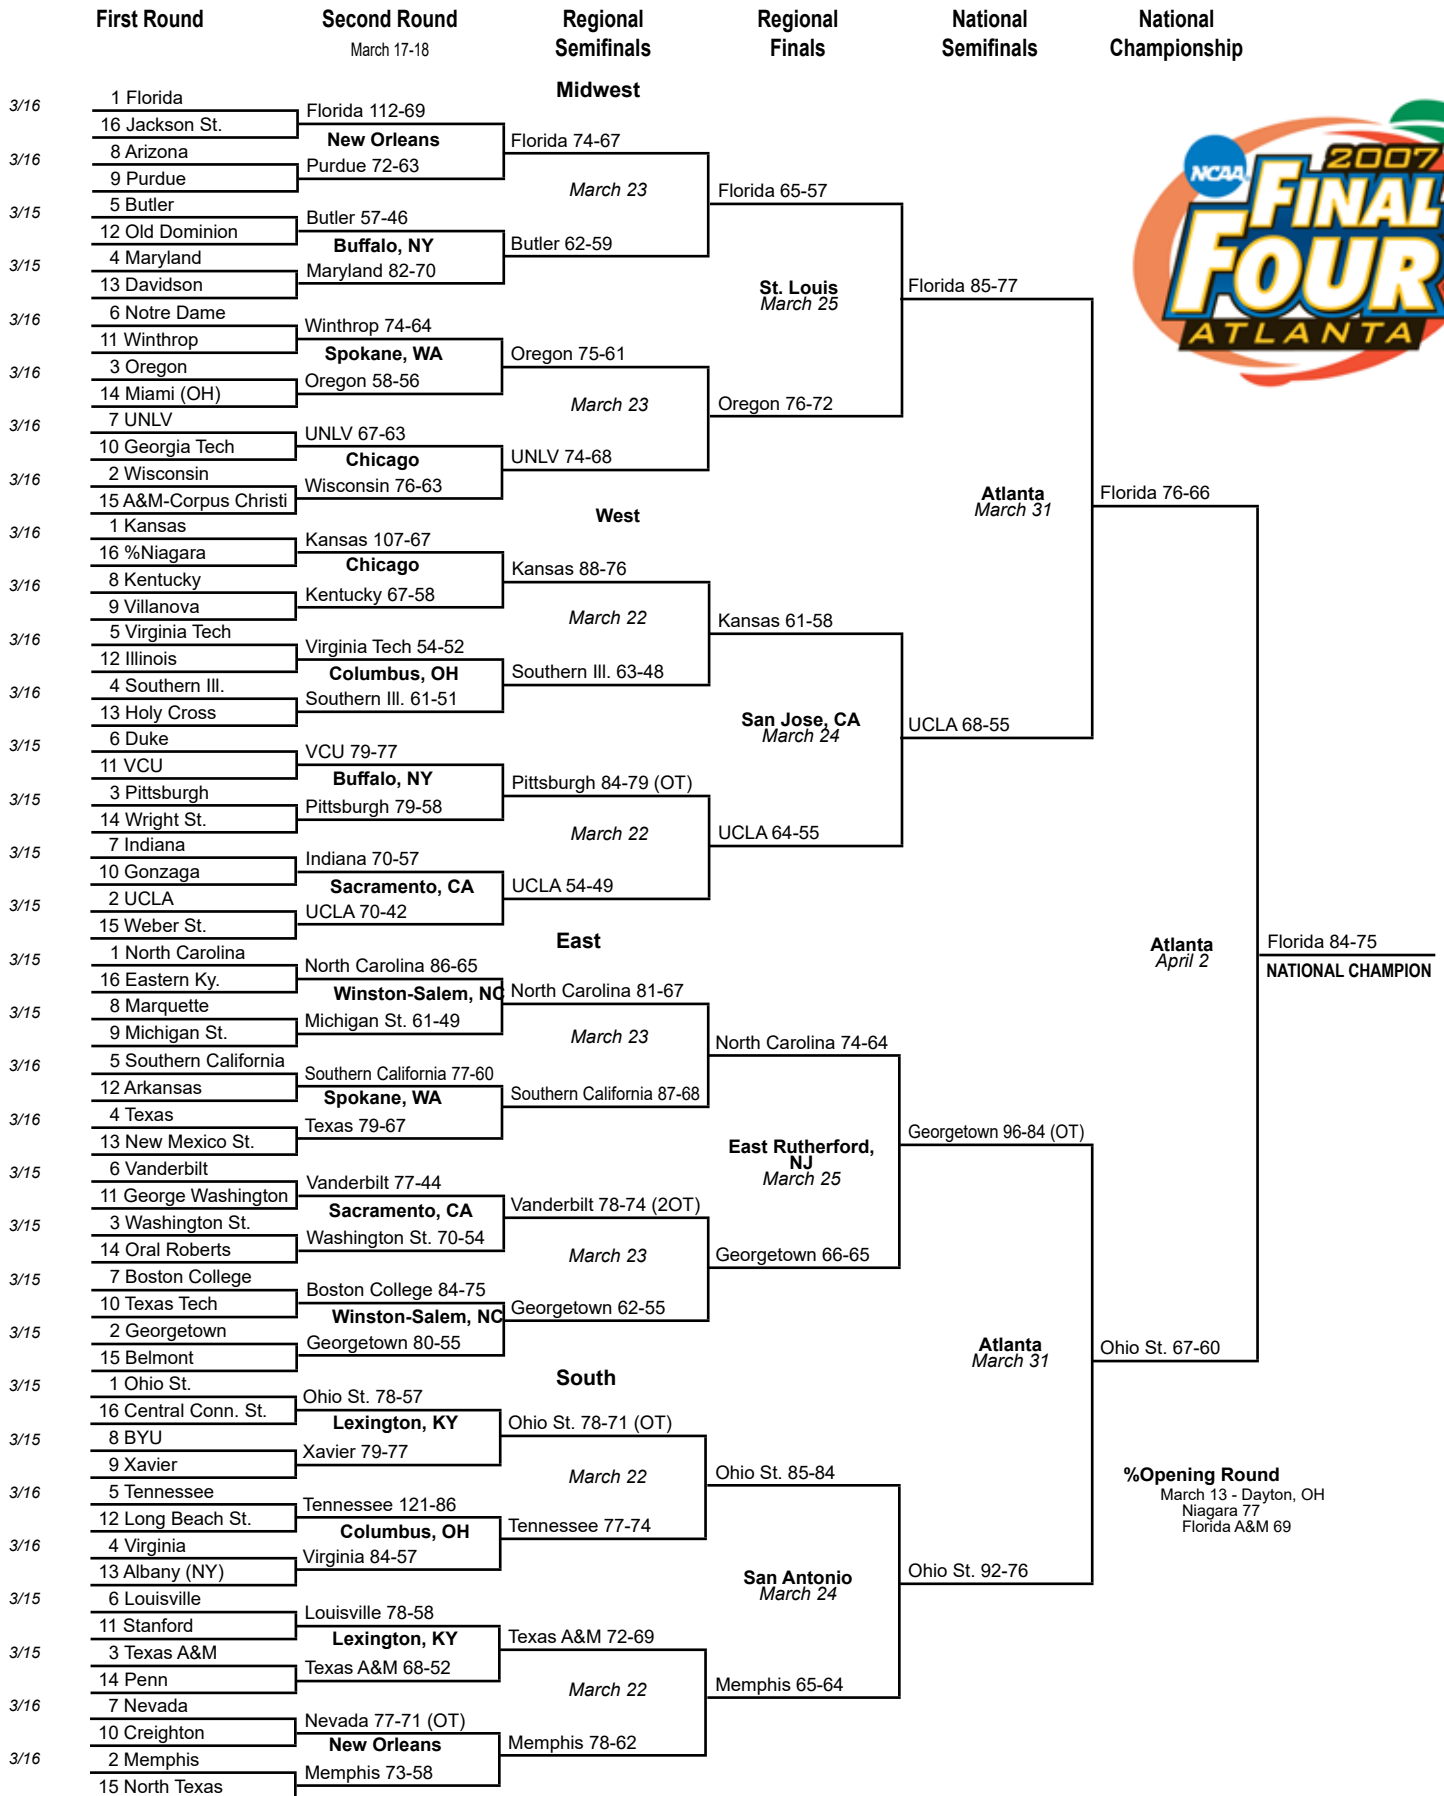 First Round
Second Round
March 17-18
Regional
Semifinals
Regional
Finals
National
Semifinals
National
Championship
NCAA
2007
FINAL
FOUR
ATLANTA
Midwest
3/16
1 Florida
16 Jackson St.
3/16
8 Arizona
9 Purdue
3/15
5 Butler
12 Old Dominion
3/15
4 Maryland
13 Davidson
3/16
6 Notre Dame
11 Winthrop
3/16
3 Oregon
14 Miami (OH)
3/16
7 UNLV
10 Georgia Tech
3/16
2 Wisconsin
15 A&M-Corpus Christi
Florida 112-69
New Orleans
Purdue 72-63
Butler 57-46
Buffalo, NY
Maryland 82-70
Winthrop 74-64
Spokane, WA
Oregon 58-56
UNLV 67-63
Chicago
Wisconsin 76-63
Florida 74-67
March 23
Butler 62-59
Oregon 75-61
March 23
UNLV 74-68
Florida 65-57
St. Louis
March 25
Oregon 76-72
Florida 85-77
West
3/16
1 Kansas
16 %Niagara
3/16
8 Kentucky
9 Villanova
3/16
5 Virginia Tech
12 Illinois
3/16
4 Southern Ill.
13 Holy Cross
3/15
6 Duke
11 VCU
3/15
3 Pittsburgh
14 Wright St.
3/15
7 Indiana
10 Gonzaga
3/15
2 UCLA
15 Weber St.
Kansas 107-67
Chicago
Kentucky 67-58
Virginia Tech 54-52
Columbus, OH
Southern Ill. 61-51
VCU 79-77
Buffalo, NY
Pittsburgh 79-58
Indiana 70-57
Sacramento, CA
UCLA 70-42
Kansas 88-76
March 22
Southern Ill. 63-48
Pittsburgh 84-79 (OT)
March 22
UCLA 54-49
Kansas 61-58
San Jose, CA
March 24
UCLA 64-55
UCLA 68-55
Atlanta
March 31
Florida 76-66
East
3/15
1 North Carolina
16 Eastern Ky.
3/15
8 Marquette
9 Michigan St.
3/16
5 Southern California
12 Arkansas
3/16
4 Texas
13 New Mexico St.
3/15
6 Vanderbilt
11 George Washington
3/15
3 Washington St.
14 Oral Roberts
3/15
7 Boston College
10 Texas Tech
3/15
2 Georgetown
15 Belmont
North Carolina 86-65
Winston-Salem, NC
Michigan St. 61-49
Southern California 77-60
Spokane, WA
Texas 79-67
Vanderbilt 77-44
Sacramento, CA
Washington St. 70-54
Boston College 84-75
Winston-Salem, NC
Georgetown 80-55
North Carolina 81-67
March 23
Southern California 87-68
Vanderbilt 78-74 (2OT)
March 23
Georgetown 62-55
North Carolina 74-64
East Rutherford,
NJ
March 25
Georgetown 66-65
Georgetown 96-84 (OT)
South
3/15
1 Ohio St.
16 Central Conn. St.
3/15
8 BYU
9 Xavier
3/16
5 Tennessee
12 Long Beach St.
3/16
4 Virginia
13 Albany (NY)
3/15
6 Louisville
11 Stanford
3/15
3 Texas A&M
14 Penn
3/16
7 Nevada
10 Creighton
3/16
2 Memphis
15 North Texas
Ohio St. 78-57
Lexington, KY
Xavier 79-77
Tennessee 121-86
Columbus, OH
Virginia 84-57
Louisville 78-58
Lexington, KY
Texas A&M 68-52
Nevada 77-71 (OT)
New Orleans
Memphis 73-58
Ohio St. 78-71 (OT)
March 22
Tennessee 77-74
Texas A&M 72-69
March 22
Memphis 78-62
Ohio St. 85-84
San Antonio
March 24
Memphis 65-64
Ohio St. 92-76
Atlanta
March 31
Ohio St. 67-60
Atlanta
April 2
Florida 84-75
NATIONAL CHAMPION
%Opening Round
March 13 - Dayton, OH
Niagara 77
Florida A&M 69